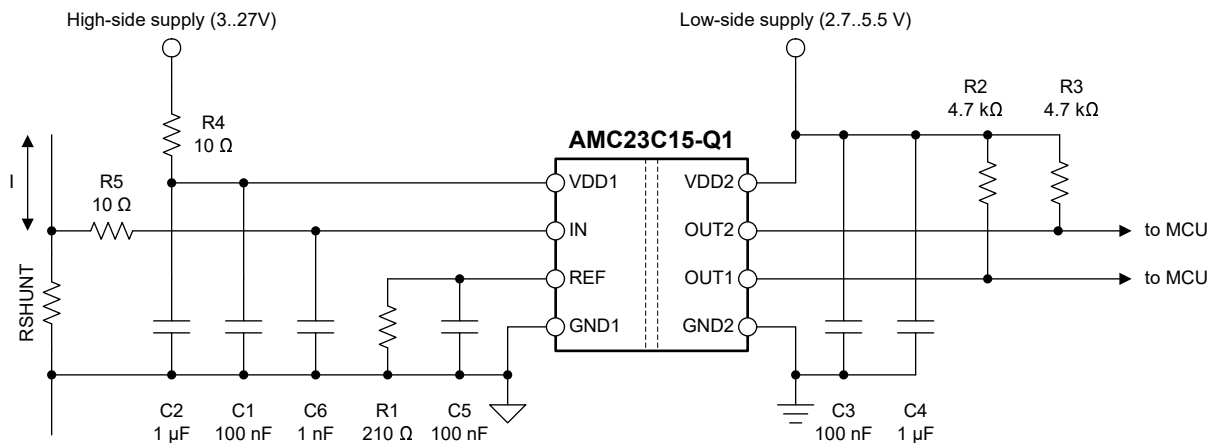 High-side supply (3..27V)
Low-side supply (2.7..5.5 V)
R4
10 Ω
R2
4.7 kΩ
R3
4.7 kΩ
AMC23C15-Q1
I
R5
10 Ω
VDD1
VDD2
IN
OUT2
to MCU
REF
OUT1
to MCU
RSHUNT
GND1
GND2
C2
1 µF
C1
100 nF
C6
1 nF
R1
210 Ω
C5
100 nF
C3
100 nF
C4
1 µF